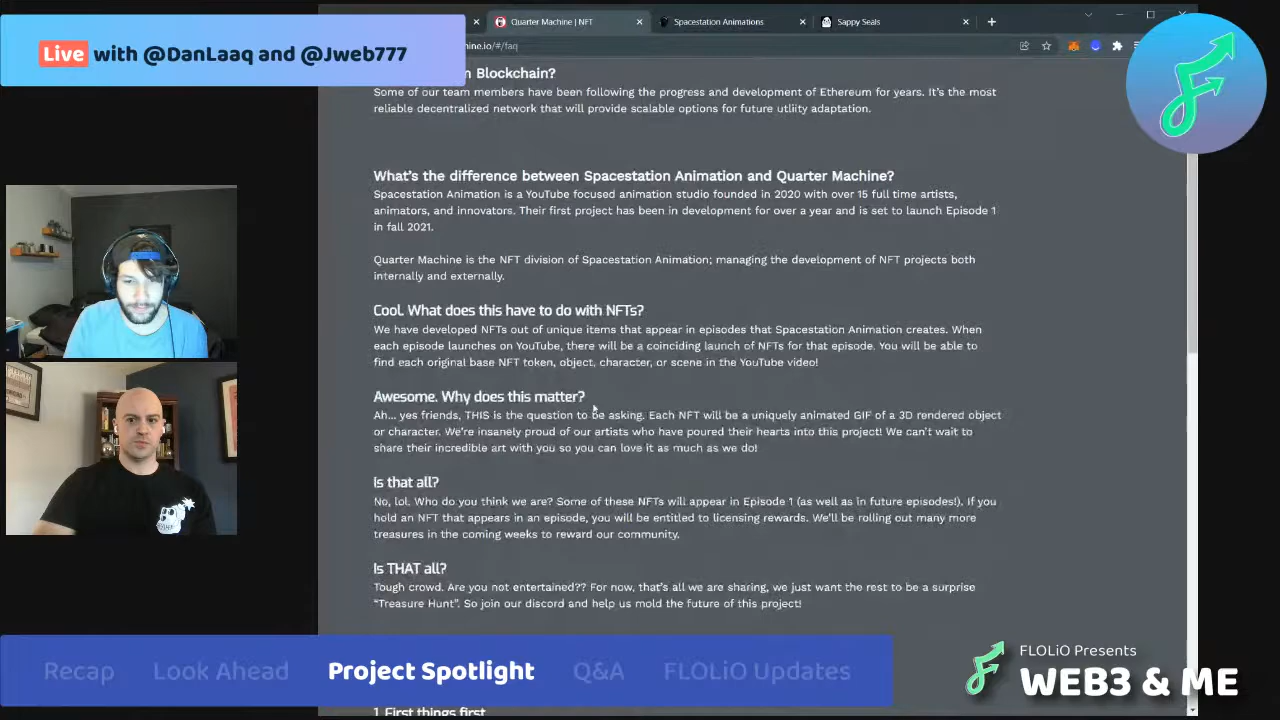 Live with @DanLaaq and @Jweb777
Quarter Machine | NFT
Spacestation Animations
Sappy Seals
ine.io/#/faq
Blockchain?
Some of our team members have been following the progress and development of Ethereum for years. It's the most
reliable decentralized network that will provide scalable options for future utliity adaptation.
What's the difference between Spacestation Animation and Quarter Machine?
Spacestation Animation is a YouTube focused animation studio founded in 2020 with over 15 full time artists,
animators, and innovators. Their first project has been in development for over a year and is set to launch Episode 1
in fall 2021.
Quarter Machine is the NFT division of Spacestation Animation; managing the development of NFT projects both
internally and externally.
Cool. What does this have to do with NFTs?
We have developed NFTs out of unique items that appear in episodes that Spacestation Animation creates. When
each episode launches on YouTube, there will be a coinciding launch of NFTs for that episode. You will be able to
find each original base NFT token, object, character, or scene in the YouTube video!
Awesome. Why does this matter?
Ah... yes friends, THIS is the question to be asking. Each NFT will be a uniquely animated GIF of a 3D rendered object
or character. We're insanely proud of our artists who have poured their hearts into this project! We can't wait to
share their incredible art with you so you can love it as much as we do!
Is that all?
No, lol. Who do you think we are? Some of these NFTs will appear in Episode 1 (as well as in future episodes!). If you
hold an NFT that appears in an episode, you will be entitled to licensing rewards. We'll be rolling out many more
treasures in the coming weeks to reward our community.
Is THAT all?
Tough crowd. Are you not entertained?? For now, that's all we are sharing, we just want the rest to be a surprise
"Treasure Hunt". So join our discord and help us mold the future of this project!
1. First things first
Recap Look Ahead Project Spotlight Q&A FLOLiO Updates
FLOLiO Presents
WEB3 & ME